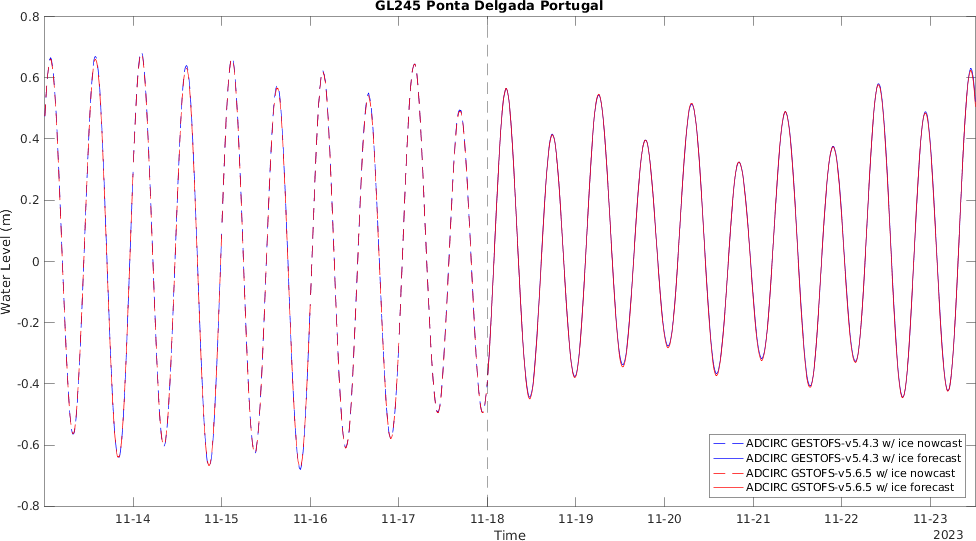 GL245 Ponta Delgada Portugal
Water Level (m)
0.8
0.6
0.4
0.2
0
-0.2
-0.4
-0.6
-0.8
ADCIRC GESTOFS-v5.4.3 w/ ice nowcast
ADCIRC GESTOFS-v5.4.3 w/ ice forecast
ADCIRC GSTOFS-v5.6.5 w/ ice nowcast
ADCIRC GSTOFS-v5.6.5 w/ ice forecast
11-14 11-15 11-16 11-17 11-18 11-19 11-20 11-21 11-22 11-23
Time
2023